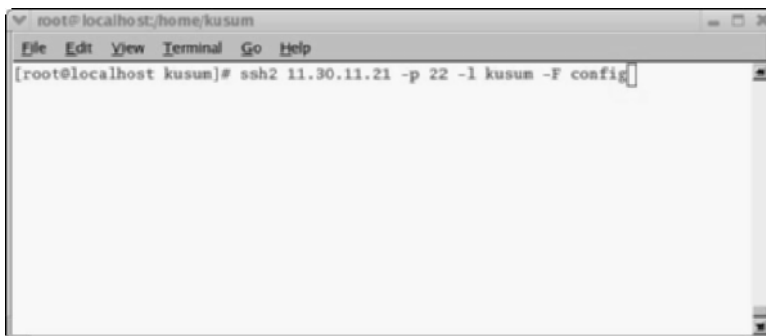 root@localhost:/home/kusum
File Edit View Terminal Go Help
[root@localhost kusum]# ssh2 11.30.11.21 -p 22 -l kusum -F config